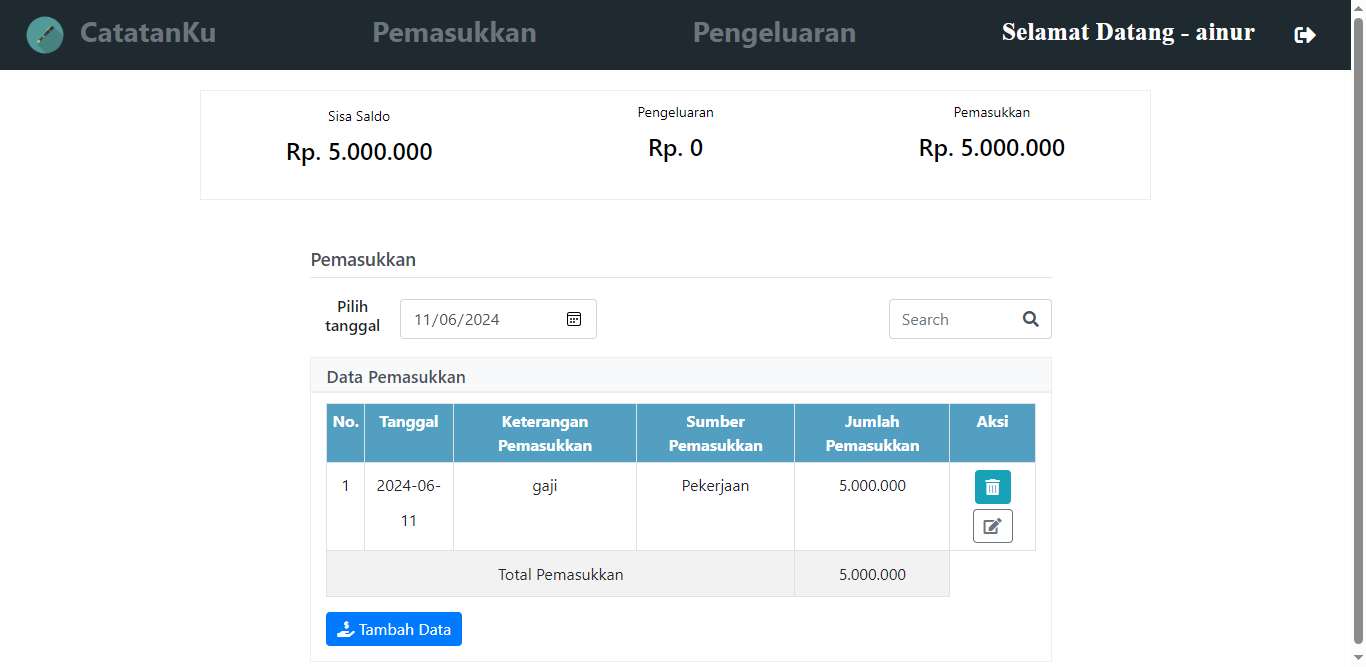 CatatanKu Pemasukkan Pengeluaran Selamat Datang - ainur
Sisa Saldo Pengeluaran Pemasukkan
Rp. 5.000.000 Rp. 0 Rp. 5.000.000
Pemasukkan
Pilih
tanggal
11/06/2024
Search
Data Pemasukkan
No. Tanggal Keterangan Pemasukkan Sumber Pemasukkan Jumlah Pemasukkan Aksi
1 2024-06-11 gaji Pekerjaan 5.000.000
Total Pemasukkan 5.000.000
Tambah Data